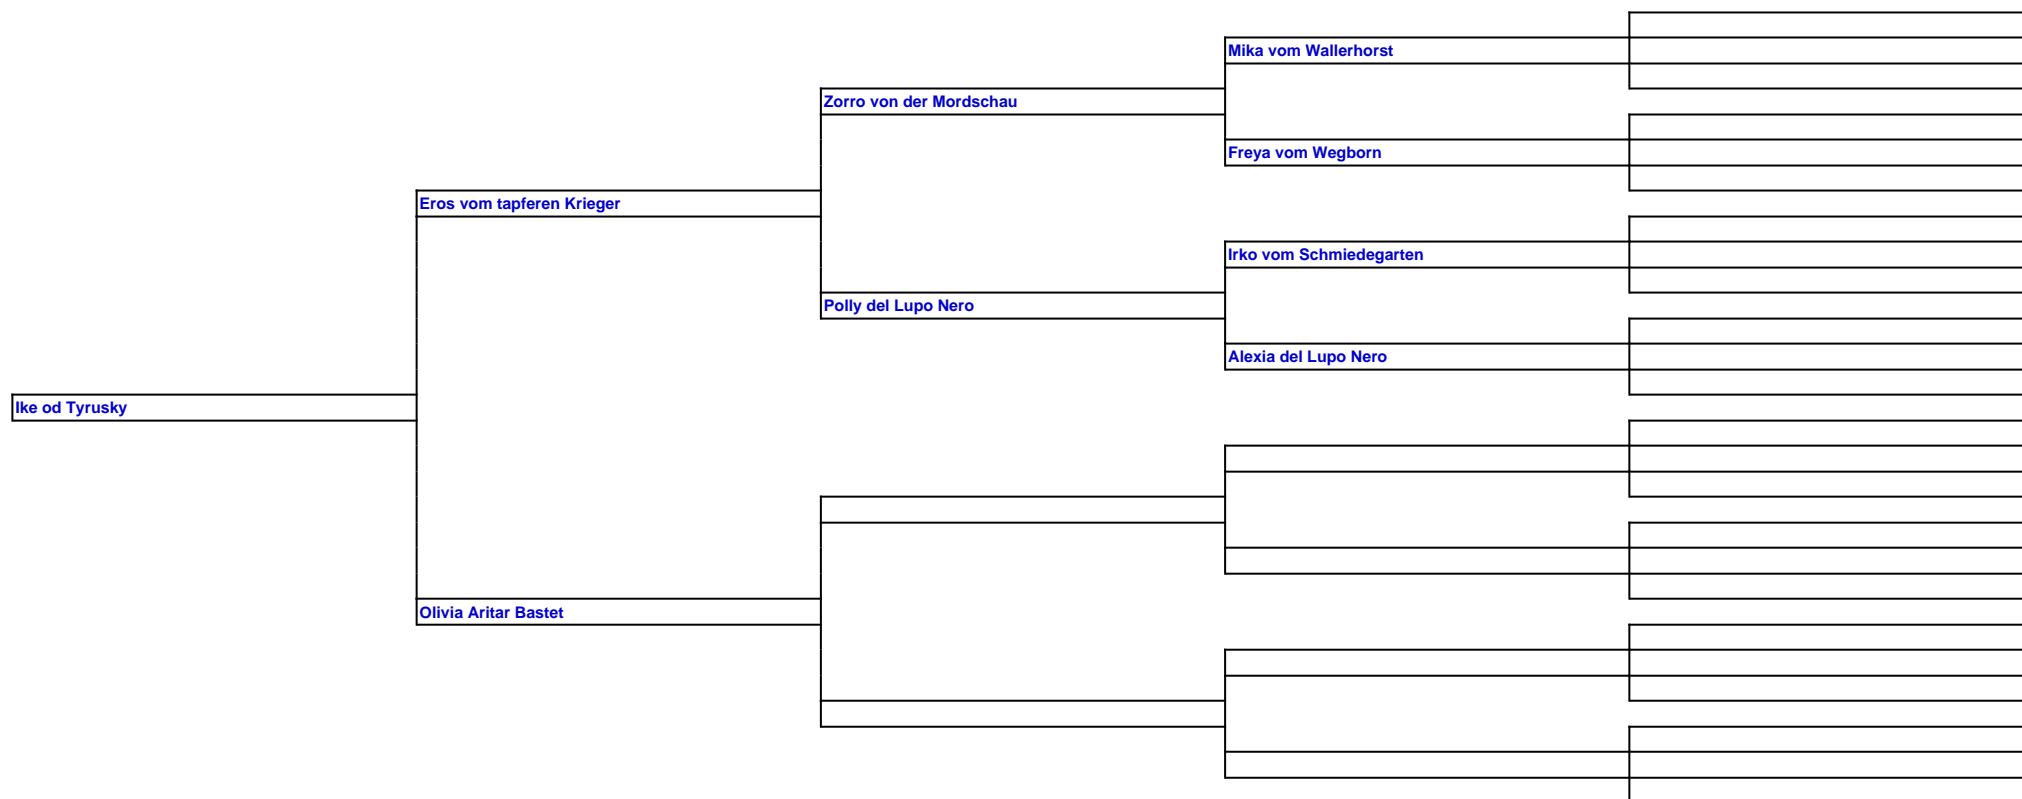 Mika vom Wallerhorst
Zorro von der Mordschau
Freya vom Wegborn
Eros vom tapferen Krieger
Irko vom Schmiedegarten
Polly del Lupo Nero
Alexia del Lupo Nero
Ike od Tyrusky
Olivia Aritar Bastet